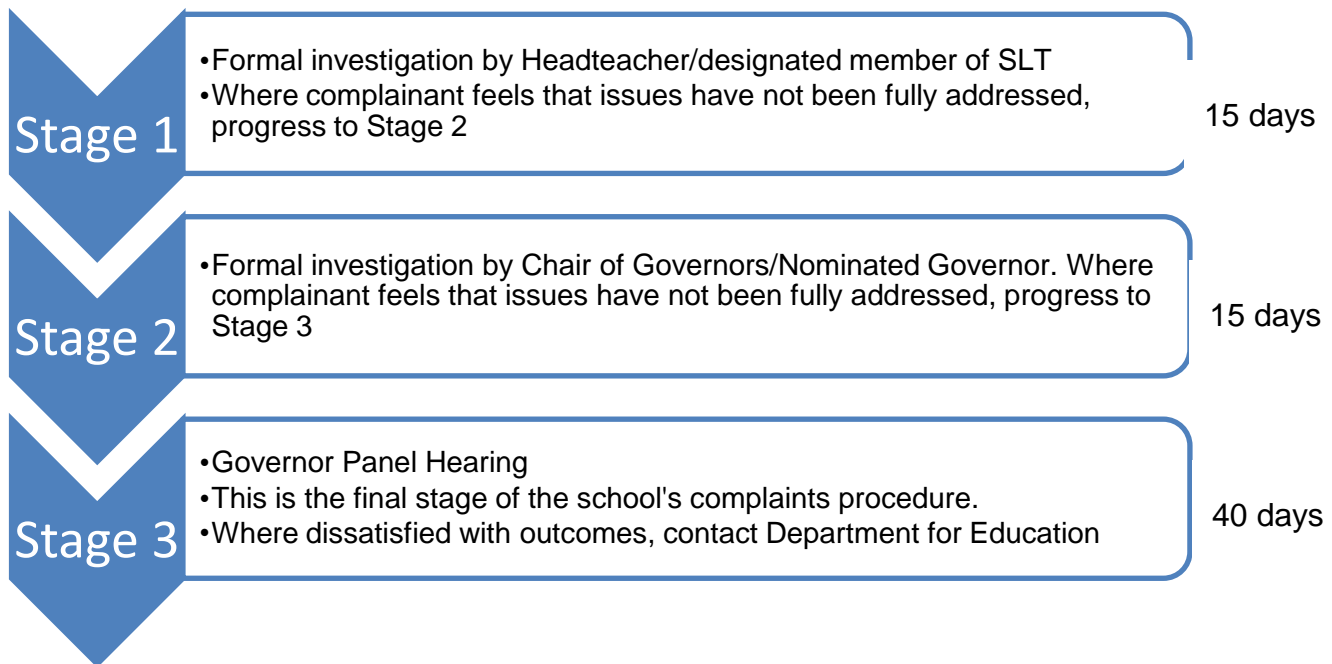 Stage 1
•Formal investigation by Headteacher/designated member of SLT
•Where complainant feels that issues have not been fully addressed,
progress to Stage 2
15 days
Stage 2
•Formal investigation by Chair of Governors/Nominated Governor. Where
complainant feels that issues have not been fully addressed, progress to
Stage 3
15 days
Stage 3
•Governor Panel Hearing
•This is the final stage of the school's complaints procedure.
•Where dissatisfied with outcomes, contact Department for Education
40 days